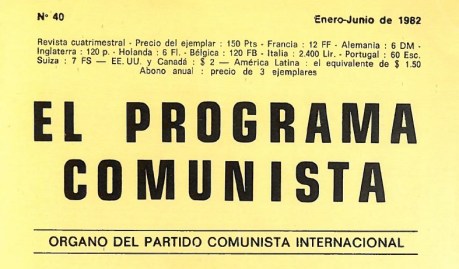 Nº 40 Enero-Junio de 1982
Revista cuatrimestral - Precio del ejemplar : 150 Pts - Francia : 12 FF - Alemania : 6 DM -
Inglaterra : 120 p. - Holanda : 6 Fl. - Bélgica : 120 FB - Italia : 2.400 Lir. - Portugal : 60 Esc.
Suiza : 7 FS — EE. UU. y Canadá : $ 2 — América Latina : el equivalente de $ 1.50
Abono anual : precio de 3 ejemplares
EL PROGRAMA
COMUNISTA
ORGANO DEL PARTIDO COMUNISTA INTERNACIONAL